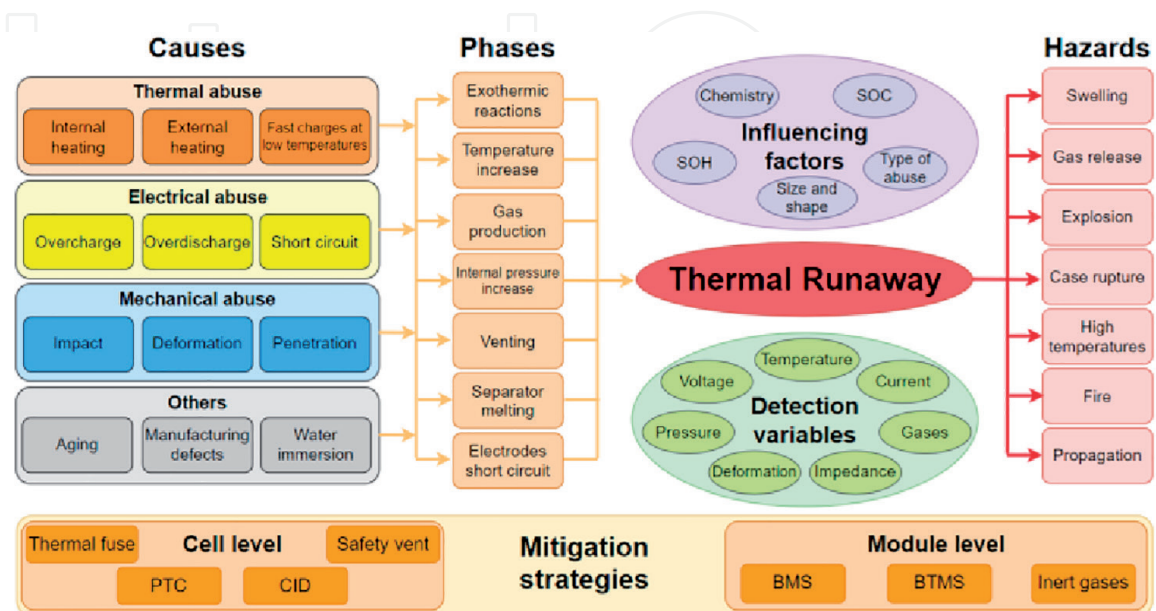 Causes
Thermal abuse
Internal
heating
External
heating
Fast charges at
low temperatures
Electrical abuse
Overcharge
Overdischarge
Short circuit
Mechanical abuse
Impact
Deformation
Penetration
Others
Aging
Manufacturing
defects
Water
immersion
Phases
Exothermic
reactions
Temperature
increase
Gas
production
Internal pressure
increase
Venting
Separator
melting
Electrodes
short circuit
Chemistry
SOC
Influencing
factors
SOH
Type of
abuse
Size and
shape
Thermal Runaway
Temperature
Voltage
Current
Detection
variables
Pressure
Gases
Deformation
Impedance
Hazards
Swelling
Gas release
Explosion
Case rupture
High
temperatures
Fire
Propagation
Thermal fuse
Cell level
Safety vent
PTC
CID
Mitigation
strategies
Module level
BMS
BTMS
Inert gases